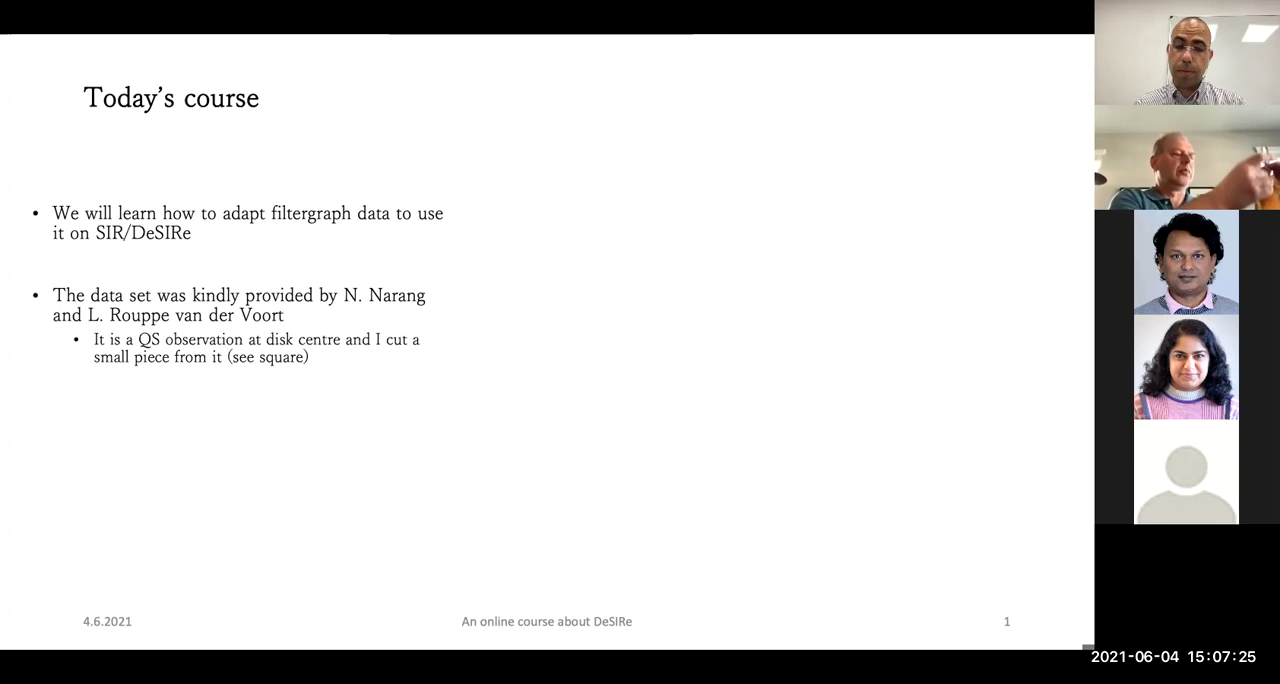 Today's course
• We will learn how to adapt filtergraph data to use
it on SIR/DeSIRe
• The data set was kindly provided by N. Narang
and L. Rouppe van der Voort
• It is a QS observation at disk centre and I cut a
small piece from it (see square)
4.6.2021
An online course about DeSIRe
1
2021-06-04 15:07:25